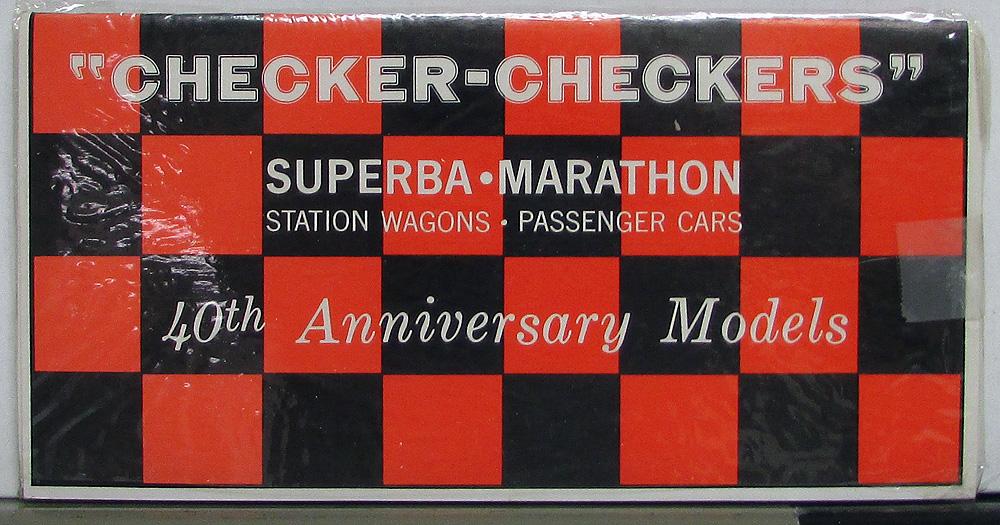 “CHECKER-CHECKERS”
SUPERBA•MARATHON
STATION WAGONS • PASSENGER CARS
40th Anniversary Models